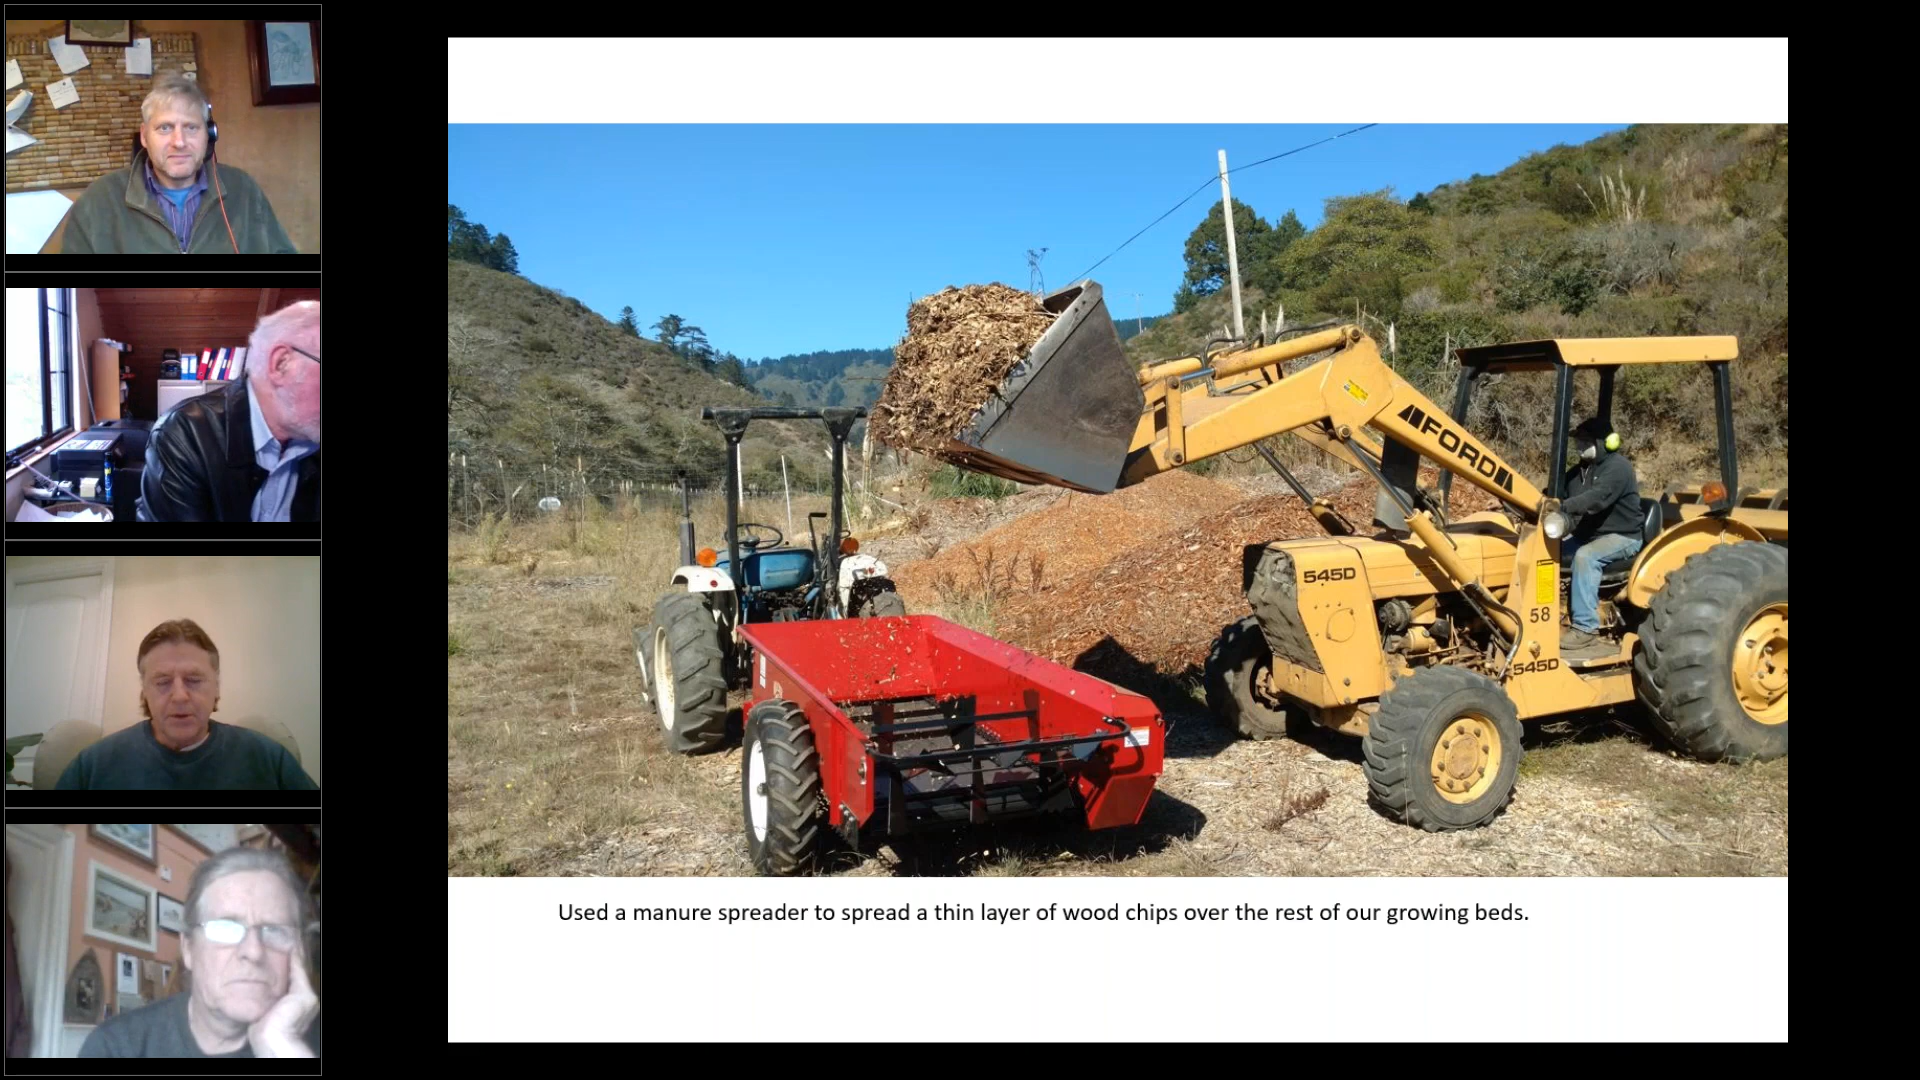 FORD
545D
58
545D
Used a manure spreader to spread a thin layer of wood chips over the rest of our growing beds.